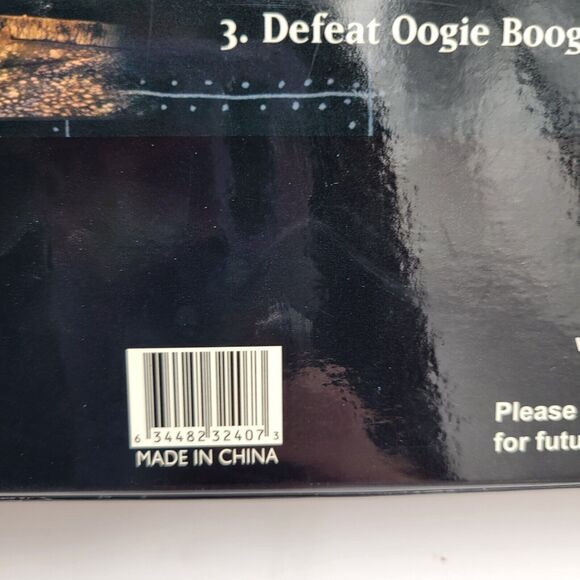 3. Defeat Oogie Boog
6 34482 32407 3
MADE IN CHINA
Please
for futu